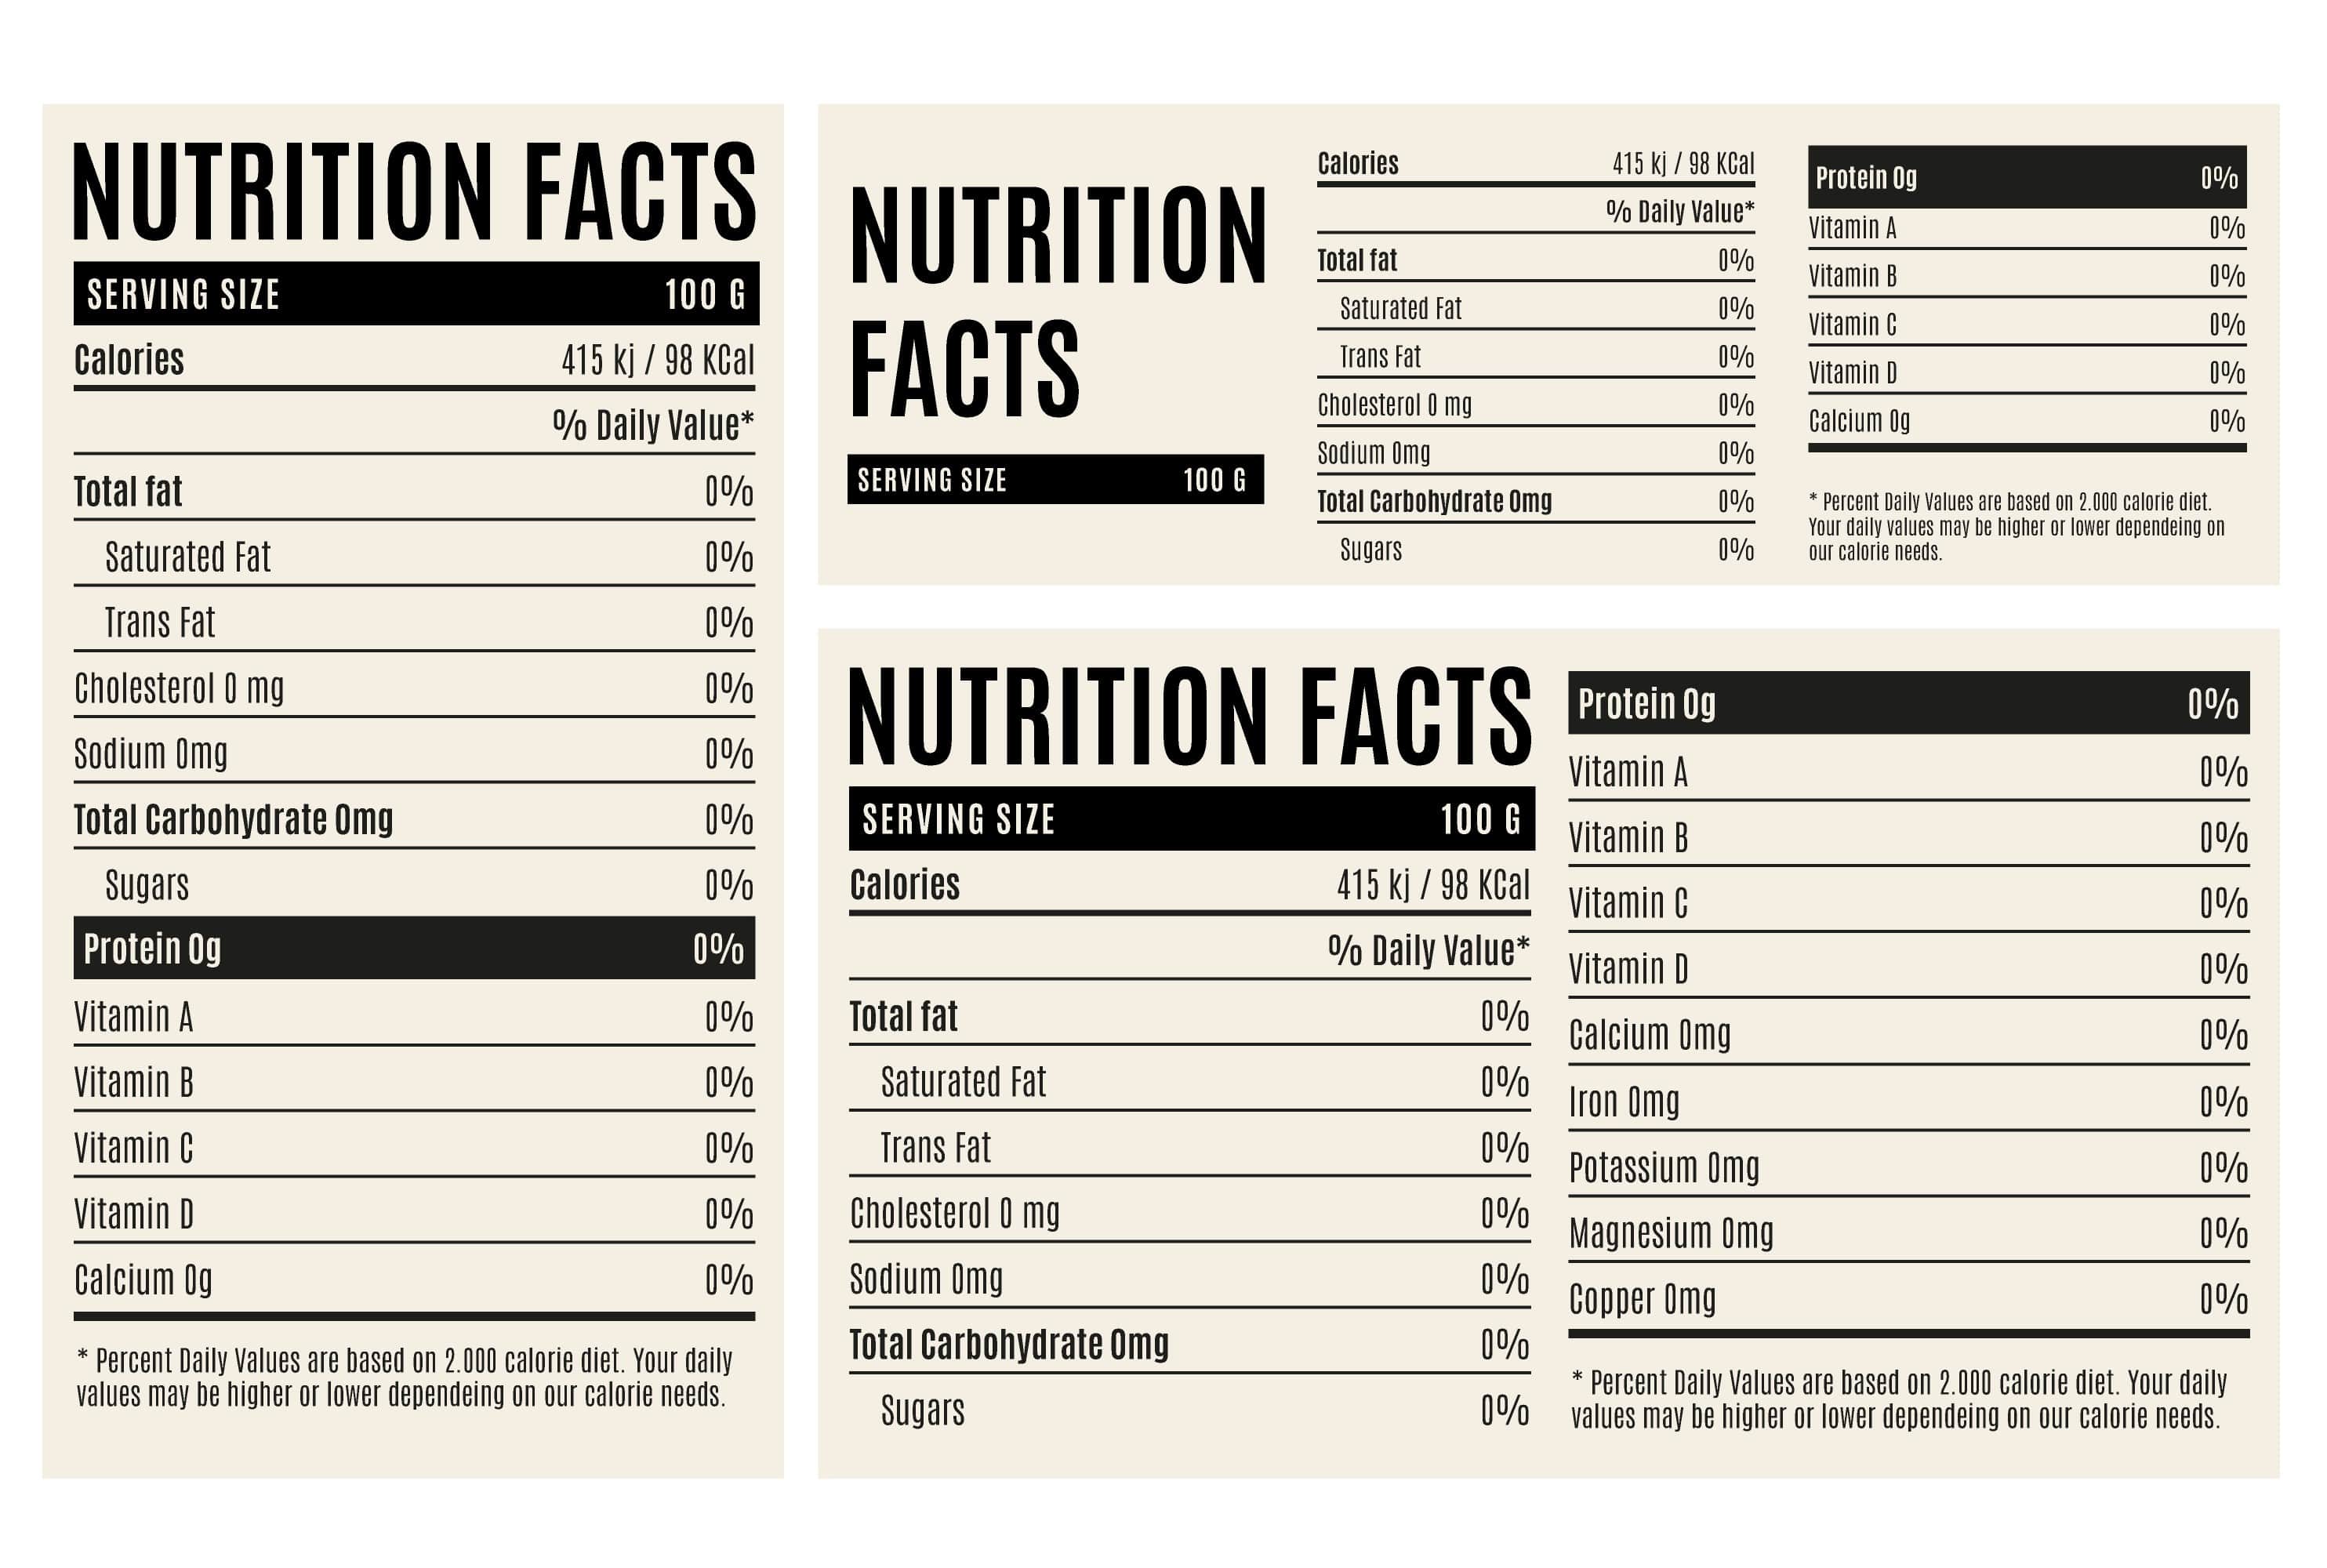 NUTRITION FACTS
SERVING SIZE 100 G
Calories 415 kj / 98 KCal
% Daily Value*
Total fat 0%
Saturated Fat 0%
Trans Fat 0%
Cholesterol 0 mg 0%
Sodium 0mg 0%
Total Carbohydrate 0mg 0%
Sugars 0%
Protein 0g 0%
Vitamin A 0%
Vitamin B 0%
Vitamin C 0%
Vitamin D 0%
Calcium 0g 0%
* Percent Daily Values are based on 2.000 calorie diet. Your daily
values may be higher or lower dependeing on our calorie needs.
NUTRITION
FACTS
SERVING SIZE 100 G
Calories 415 kj / 98 KCal
% Daily Value*
Total fat 0%
Saturated Fat 0%
Trans Fat 0%
Cholesterol 0 mg 0%
Sodium 0mg 0%
Total Carbohydrate 0mg 0%
Sugars 0%
Protein 0g 0%
Vitamin A 0%
Vitamin B 0%
Vitamin C 0%
Vitamin D 0%
Calcium 0g 0%
* Percent Daily Values are based on 2.000 calorie diet.
Your daily values may be higher or lower dependeing on
our calorie needs.
NUTRITION FACTS
SERVING SIZE 100 G
Calories 415 kj / 98 KCal
% Daily Value*
Total fat 0%
Saturated Fat 0%
Trans Fat 0%
Cholesterol 0 mg 0%
Sodium 0mg 0%
Total Carbohydrate 0mg 0%
Sugars 0%
Protein 0g 0%
Vitamin A 0%
Vitamin B 0%
Vitamin C 0%
Vitamin D 0%
Calcium 0mg 0%
Iron 0mg 0%
Potassium 0mg 0%
Magnesium 0mg 0%
Copper 0mg 0%
* Percent Daily Values are based on 2.000 calorie diet. Your daily
values may be higher or lower dependeing on our calorie needs.